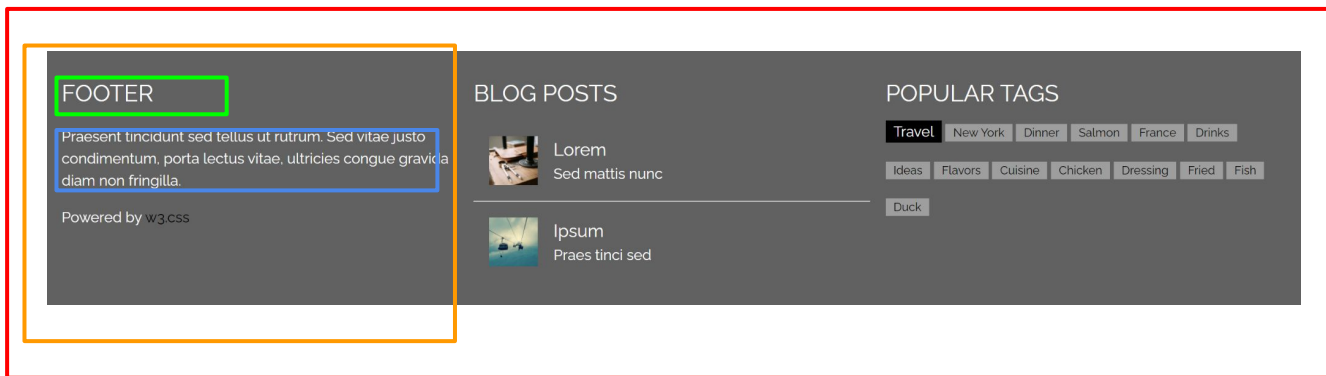 FOOTER
Praesent tincidunt sed tellus ut rutrum. Sed vitae justo
condimentum, porta lectus vitae, ultricies congue gravida
diam non fringilla.
Powered by w3.css
BLOG POSTS
Lorem
Sed mattis nunc
Ipsum
Praes tinci sed
POPULAR TAGS
Travel New York Dinner Salmon France Drinks
Ideas Flavors Cuisine Chicken Dressing Fried Fish
Duck